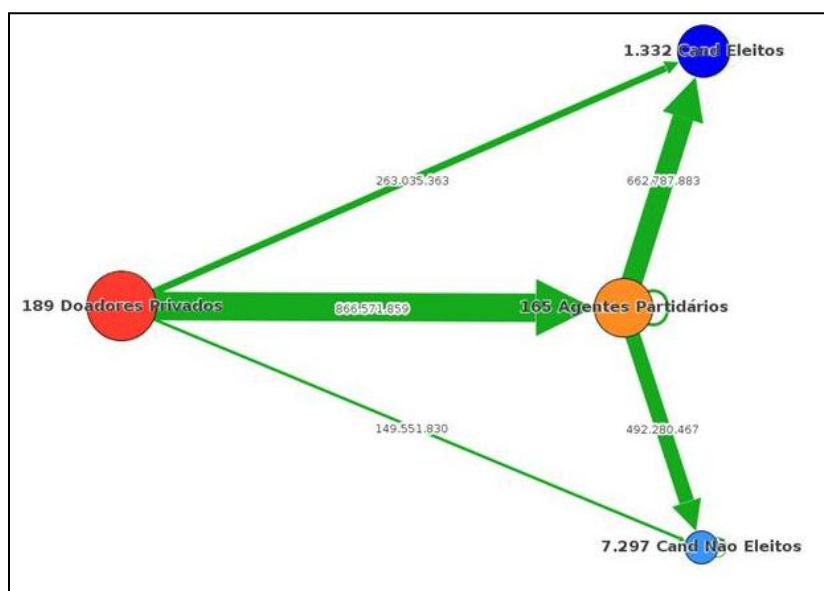 1.332 Cand Eleitos
263.035.363
662.787.883
189 Doadores Privados
866.571.859
165 Agentes Partidários
149.551.830
492.280.467
7.297 Cand Não Eleitos